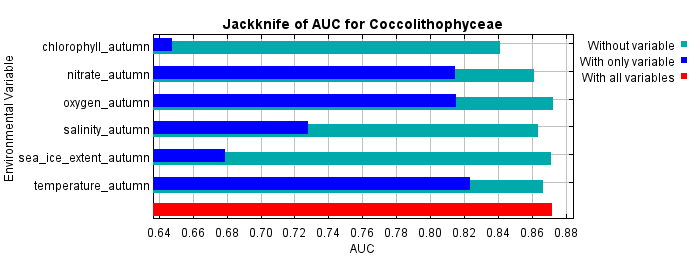 Jackknife of AUC for Coccolithophyceae
Environmental Variable
chlorophyll_autumn
nitrate_autumn
oxygen_autumn
salinity_autumn
sea_ice_extent_autumn
temperature_autumn
0.64 0.66 0.68 0.70 0.72 0.74 0.76 0.78 0.80 0.82 0.84 0.86 0.88
AUC
Without variable
With only variable
With all variables